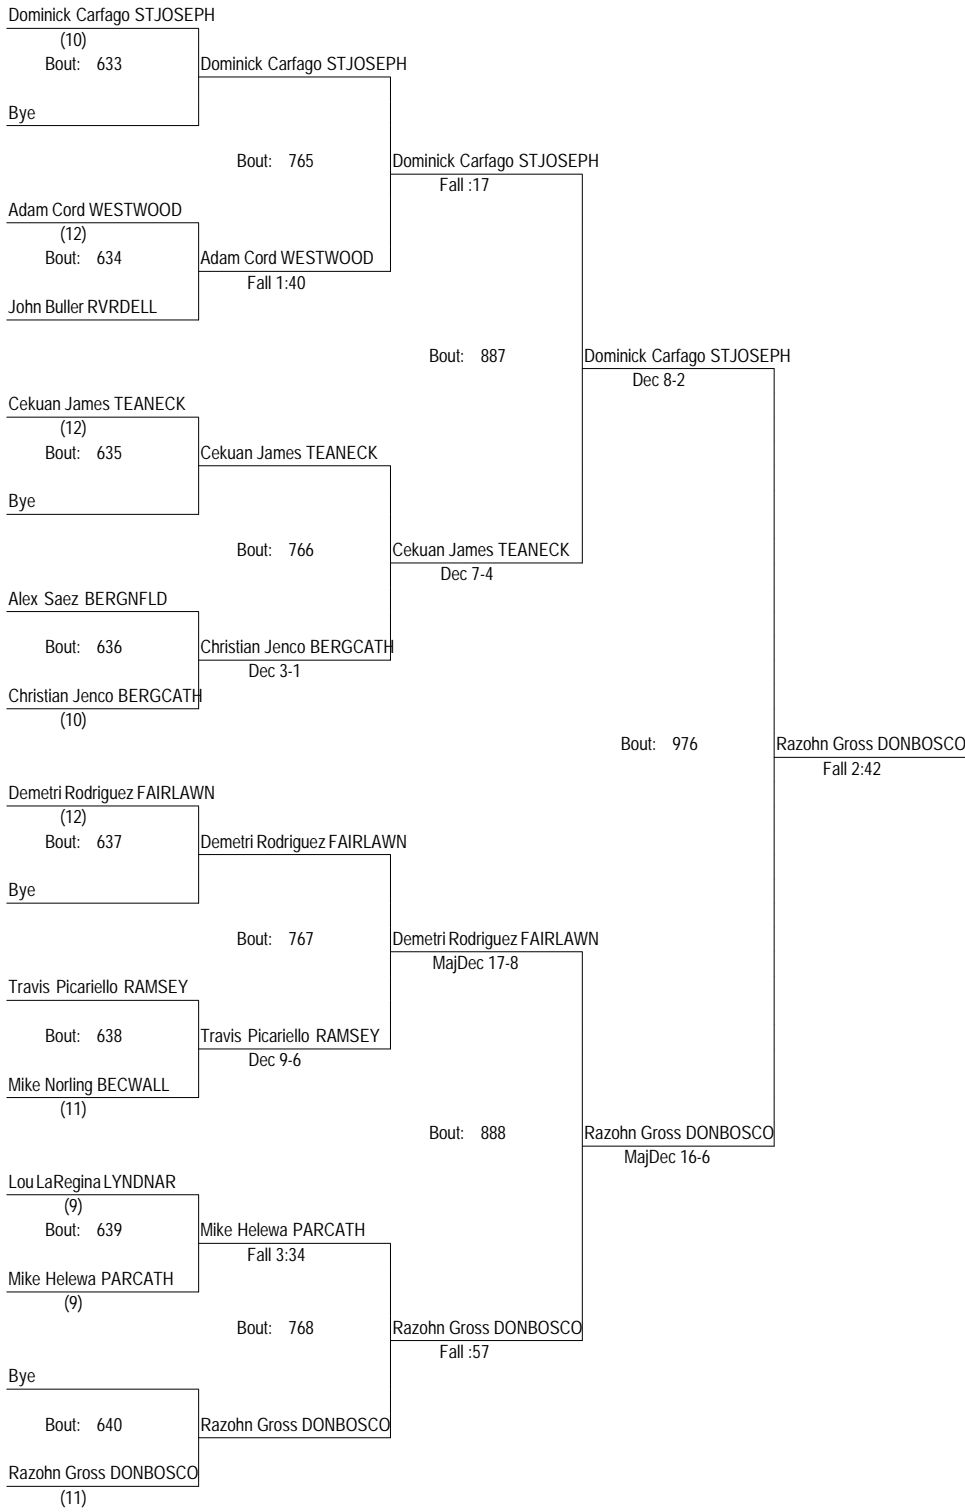 Dominick Carfago STJOSEPH
(10)
Bout: 633
Dominick Carfago STJOSEPH
Bye
Bout: 765
Dominick Carfago STJOSEPH
Fall :17
Adam Cord WESTWOOD
(12)
Bout: 634
Adam Cord WESTWOOD
Fall 1:40
John Buller RVRDELL
Bout: 887
Dominick Carfago STJOSEPH
Dec 8-2
Cekuan James TEANECK
(12)
Bout: 635
Cekuan James TEANECK
Bye
Bout: 766
Cekuan James TEANECK
Dec 7-4
Alex Saez BERGNFLD
Bout: 636
Christian Jenco BERGCATH
Dec 3-1
Christian Jenco BERGCATH
(10)
Bout: 976
Razohn Gross DONBOSCO
Fall 2:42
Demetri Rodriguez FAIRLAWN
(12)
Bout: 637
Demetri Rodriguez FAIRLAWN
Bye
Bout: 767
Demetri Rodriguez FAIRLAWN
MajDec 17-8
Travis Picariello RAMSEY
Bout: 638
Travis Picariello RAMSEY
Dec 9-6
Mike Norling BECWALL
(11)
Bout: 888
Razohn Gross DONBOSCO
MajDec 16-6
Lou LaRegina LYNDNAR
(9)
Bout: 639
Mike Helewa PARCATH
Fall 3:34
Mike Helewa PARCATH
(9)
Bout: 768
Razohn Gross DONBOSCO
Fall :57
Bye
Bout: 640
Razohn Gross DONBOSCO
Razohn Gross DONBOSCO
(11)